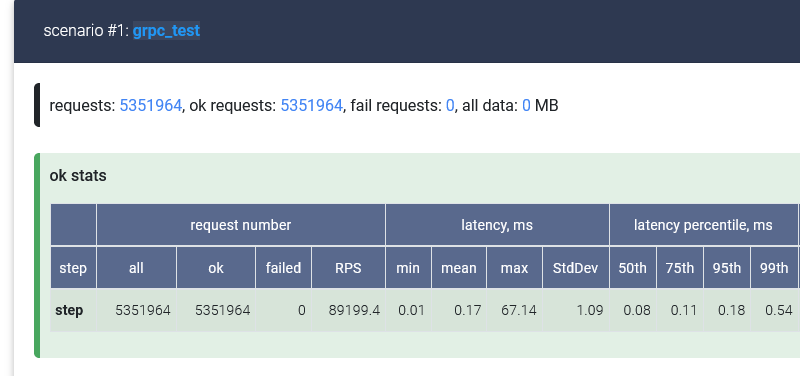 scenario #1: grpc_test
requests: 5351964, ok requests: 5351964, fail requests: 0, all data: 0 MB
ok stats
request number latency, ms latency percentile, ms
step all ok failed RPS min mean max StdDev 50th 75th 95th 99th
step 5351964 5351964 0 89199.4 0.01 0.17 67.14 1.09 0.08 0.11 0.18 0.54